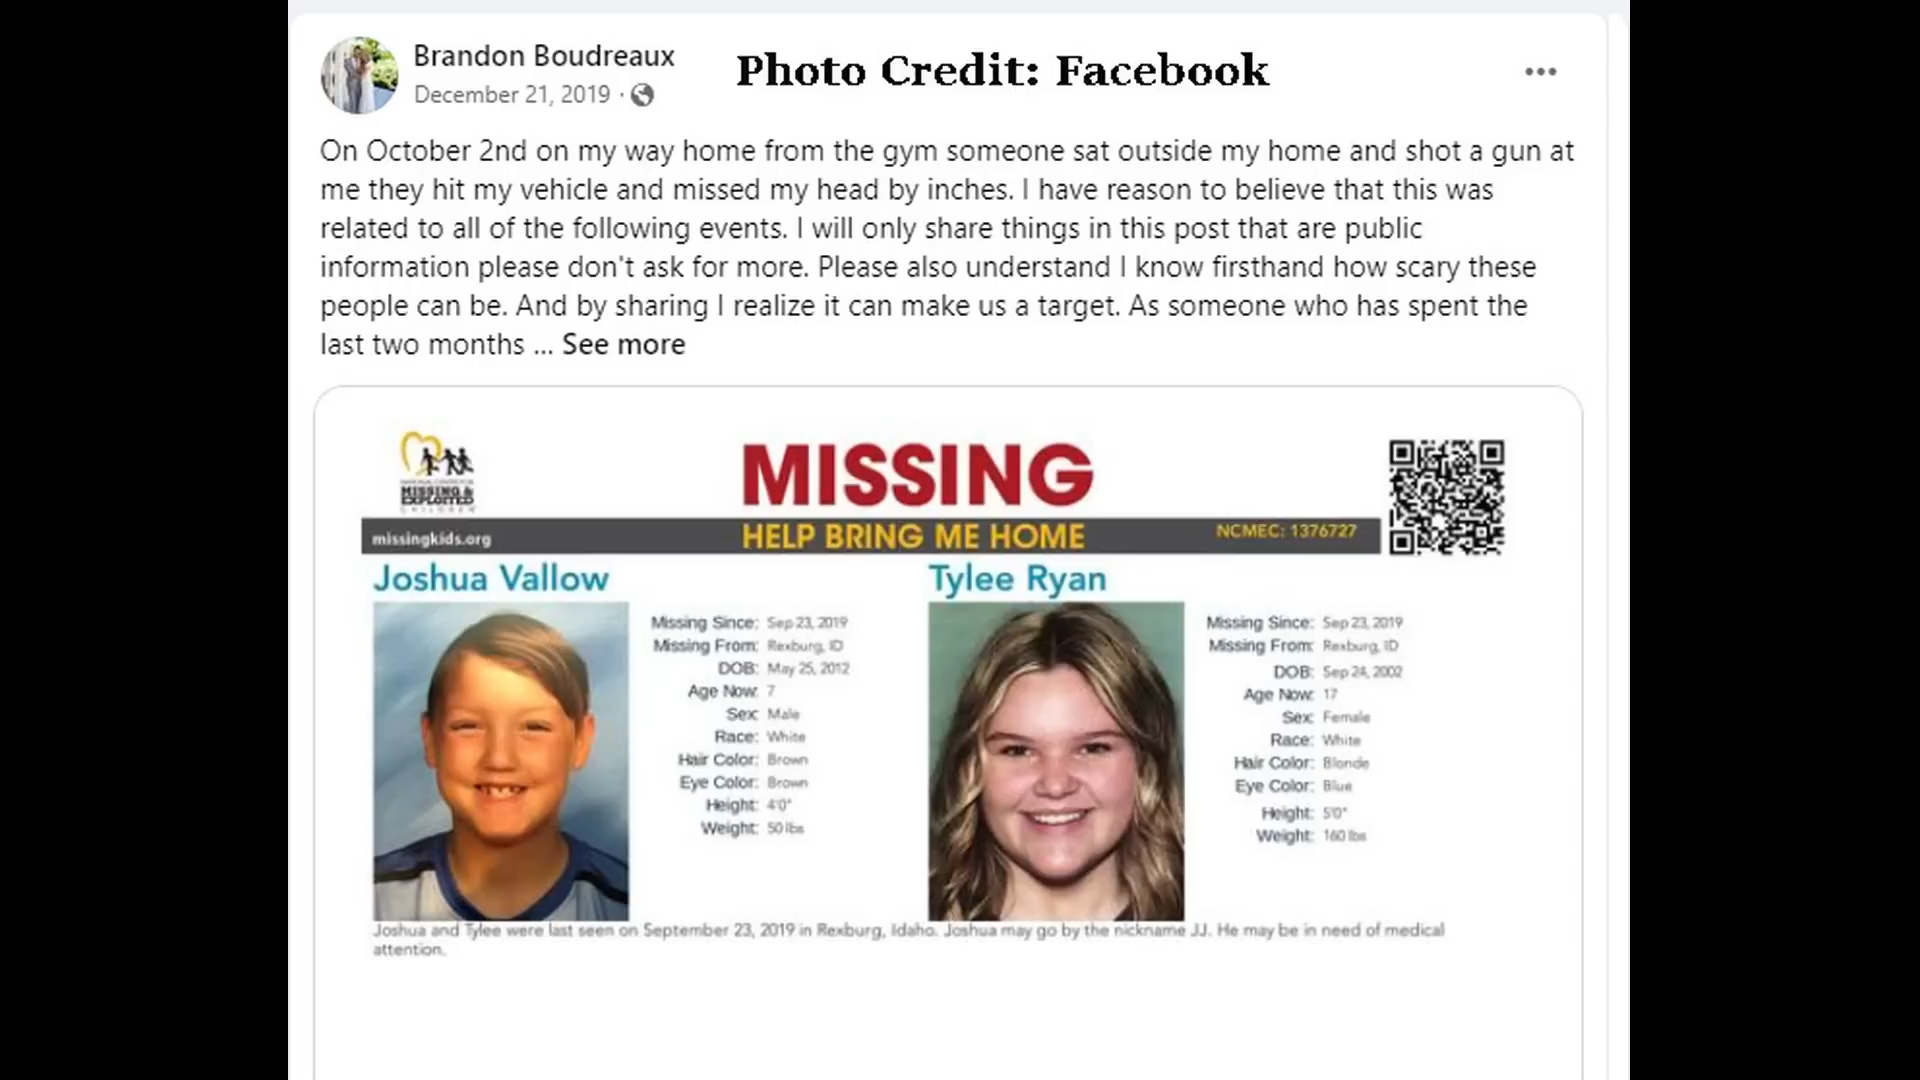 Brandon Boudreaux
December 21, 2019 ·
Photo Credit: Facebook
On October 2nd on my way home from the gym someone sat outside my home and shot a gun at
me they hit my vehicle and missed my head by inches. I have reason to believe that this was
related to all of the following events. I will only share things in this post that are public
information please don't ask for more. Please also understand I know firsthand how scary these
people can be. And by sharing I realize it can make us a target. As someone who has spent the
last two months ... See more
NATIONAL CENTER FOR
MISSING &
EXPLOITED
CHILDREN
MISSING
missingkids.org
HELP BRING ME HOME
NCMEC: 1376727
Joshua Vallow
Missing Since: Sep 23, 2019
Missing From: Rexburg, ID
DOB: May 25, 2012
Age Now: 7
Sex: Male
Race: White
Hair Color: Brown
Eye Color: Brown
Height: 4'0"
Weight: 50 lbs
Tylee Ryan
Missing Since: Sep 23, 2019
Missing From: Rexburg, ID
DOB: Sep 24, 2002
Age Now: 17
Sex: Female
Race: White
Hair Color: Blonde
Eye Color: Blue
Height: 5'0"
Weight: 160 lbs
Joshua and Tylee were last seen on September 23, 2019 in Rexburg, Idaho. Joshua may go by the nickname JJ. He may be in need of medical
attention.